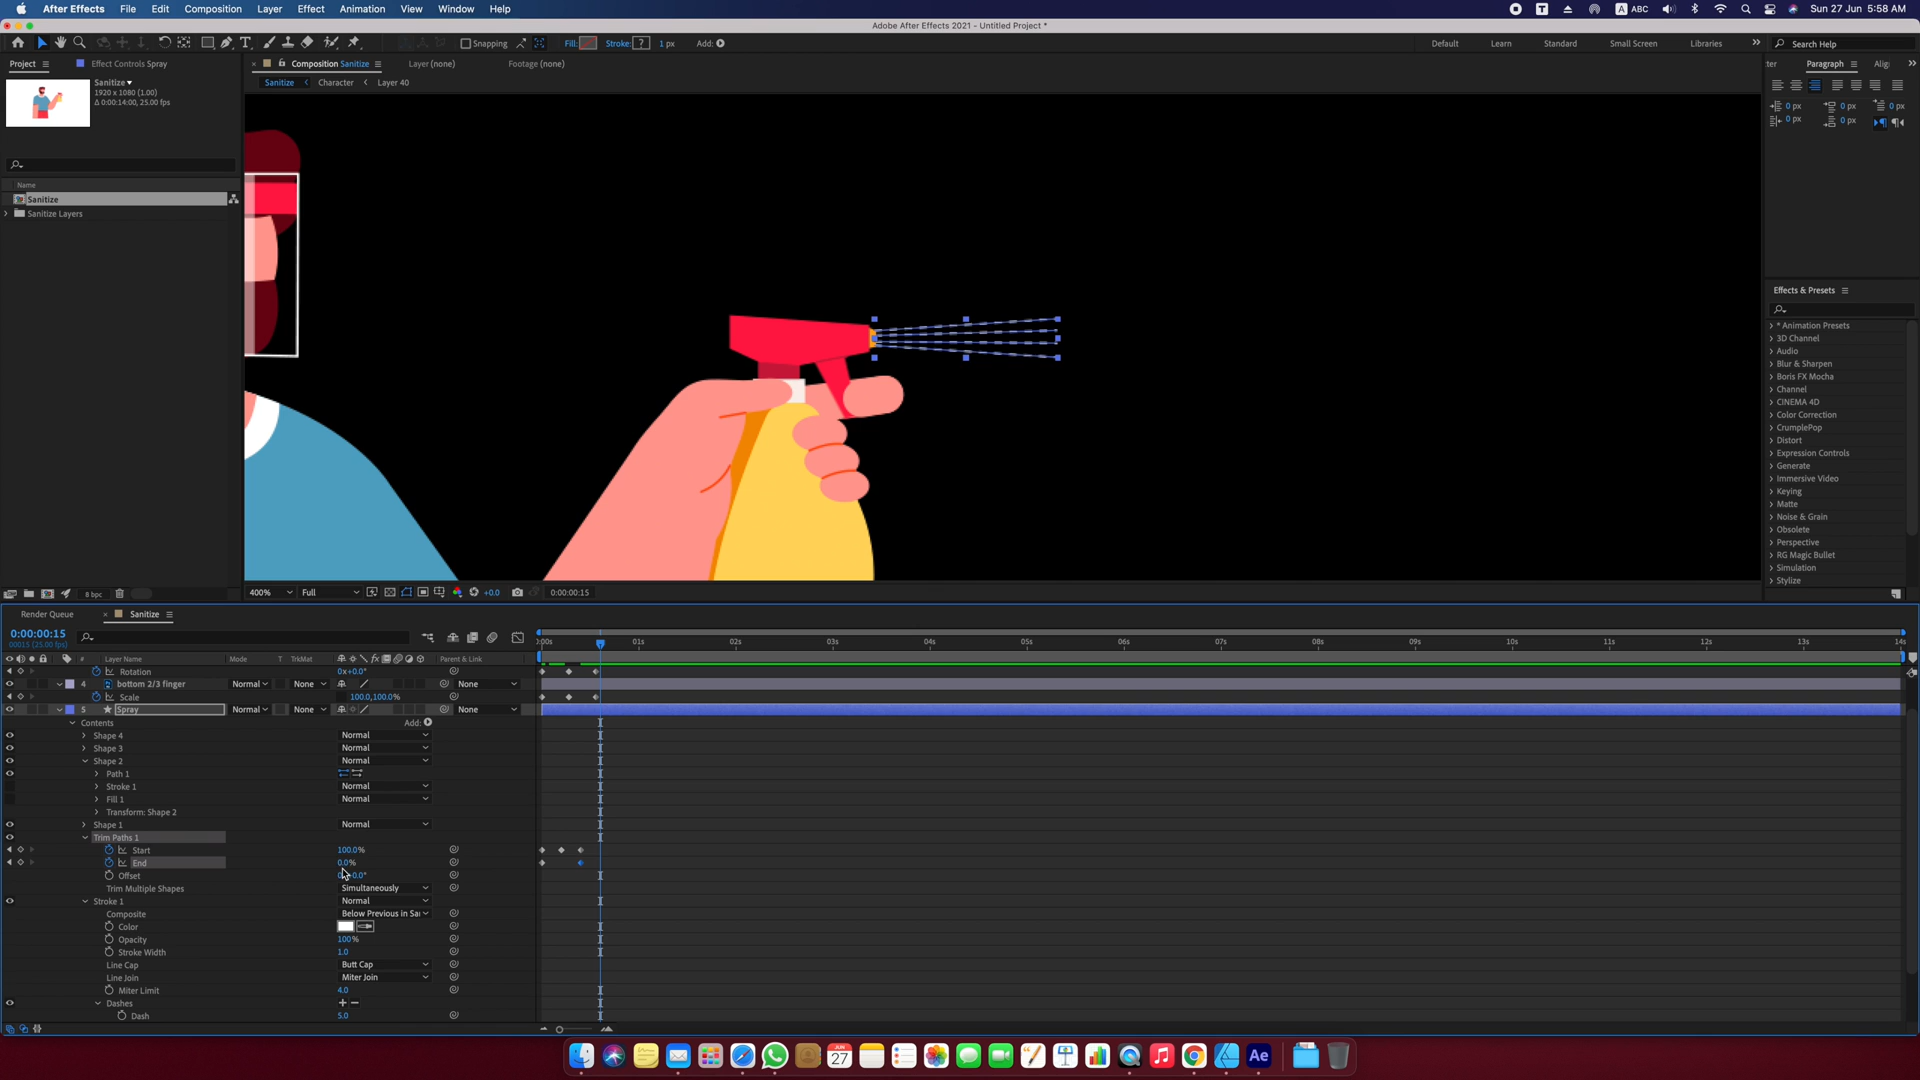 After Effects File Edit Composition Layer Effect Animation View Window Help
A ABC Sun 27 Jun 5:58 AM
Adobe After Effects 2021 - Untitled Project *
Snapping Fill: Stroke: ? 1 px Add:
Default Learn Standard Small Screen Libraries Search Help
Project Effect Controls Spray Composition Sanitize Layer (none) Footage (none)
ter Paragraph Alig
Sanitize
1920 x 1080 (1.00)
Δ 0:00:14:00, 25.00 fps
Sanitize Character Layer 40
0 px 0 px 0 px
0 px 0 px
Name
Sanitize
Sanitize Layers
Effects & Presets
* Animation Presets
3D Channel
Audio
Blur & Sharpen
Boris FX Mocha
Channel
CINEMA 4D
Color Correction
CrumplePop
Distort
Expression Controls
Generate
Immersive Video
Keying
Matte
Noise & Grain
Obsolete
Perspective
RG Magic Bullet
Simulation
Stylize
8 bpc 400% Full +0.0 0:00:00:15
Render Queue Sanitize
0:00:00:15
00015 (25.00 fps)
:00s 01s 02s 03s 04s 05s 06s 07s 08s 09s 10s 11s 12s 13s 14s
# Layer Name Mode T TrkMat Parent & Link
Rotation 0x+0.0°
4 bottom 2/3 finger Normal None None
Scale 100.0,100.0%
5 Spray Normal None None
Contents Add:
Shape 4 Normal
Shape 3 Normal
Shape 2 Normal
Path 1
Stroke 1 Normal
Fill 1 Normal
Transform: Shape 2
Shape 1 Normal
Trim Paths 1
Start 100.0%
End 0.0%
Offset
Trim Multiple Shapes Simultaneously
Stroke 1 Normal
Composite Below Previous in Sa
Color
Opacity 100%
Stroke Width 1.0
Line Cap Butt Cap
Line Join Miter Join
Miter Limit 4.0
Dashes
Dash 5.0
JUN
27
Ae